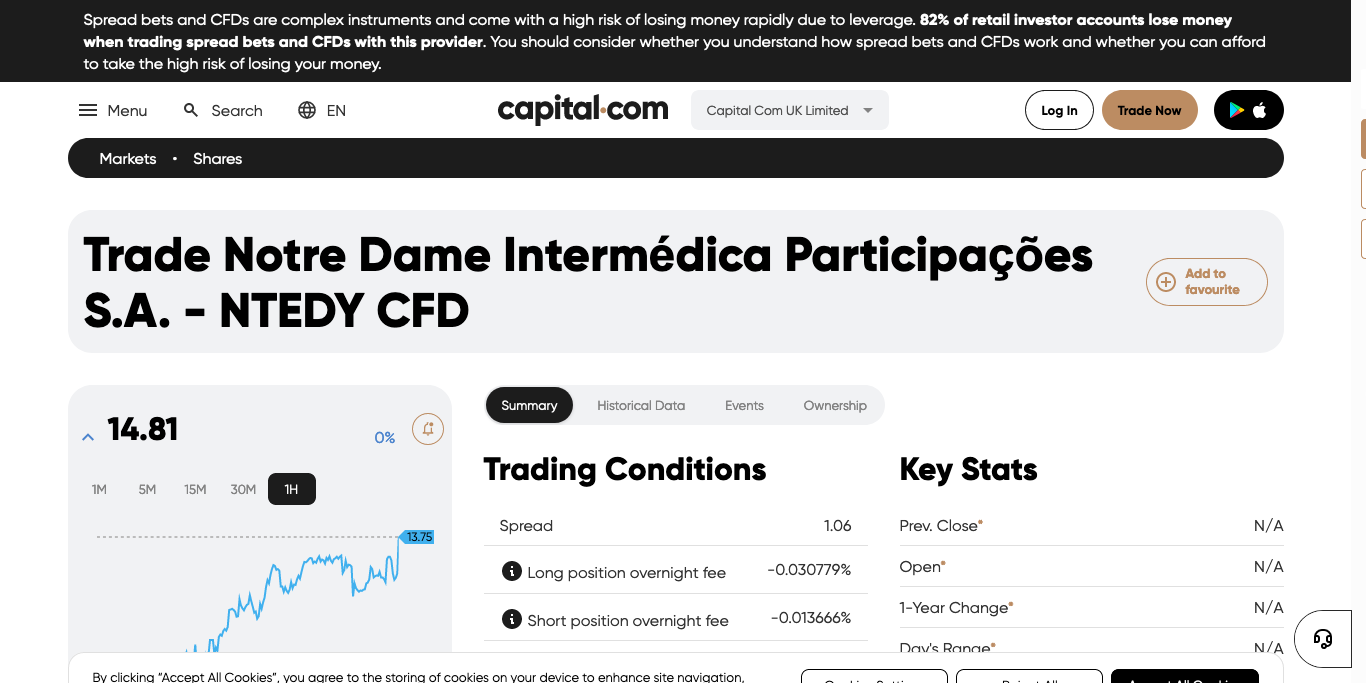 Spread bets and CFDs are complex instruments and come with a high risk of losing money rapidly due to leverage. 82% of retail investor accounts lose money
when trading spread bets and CFDs with this provider. You should consider whether you understand how spread bets and CFDs work and whether you can afford
to take the high risk of losing your money.
Menu Search EN capital.com Capital Com UK Limited Log In Trade Now
Markets • Shares
Trade Notre Dame Intermédica Participações
S.A. - NTEDY CFD
Add to
favourite
14.81
0%
1M 5M 15M 30M 1H
13.75
Summary Historical Data Events Ownership
Trading Conditions
Spread 1.06
Long position overnight fee -0.030779%
Short position overnight fee -0.013666%
Key Stats
Prev. Close* N/A
Open* N/A
1-Year Change* N/A
Day's Range* N/A
By clicking “Accept All Cookies”, you agree to the storing of cookies on your device to enhance site navigation,
Cookies Settings Reject All Accept All Cookies